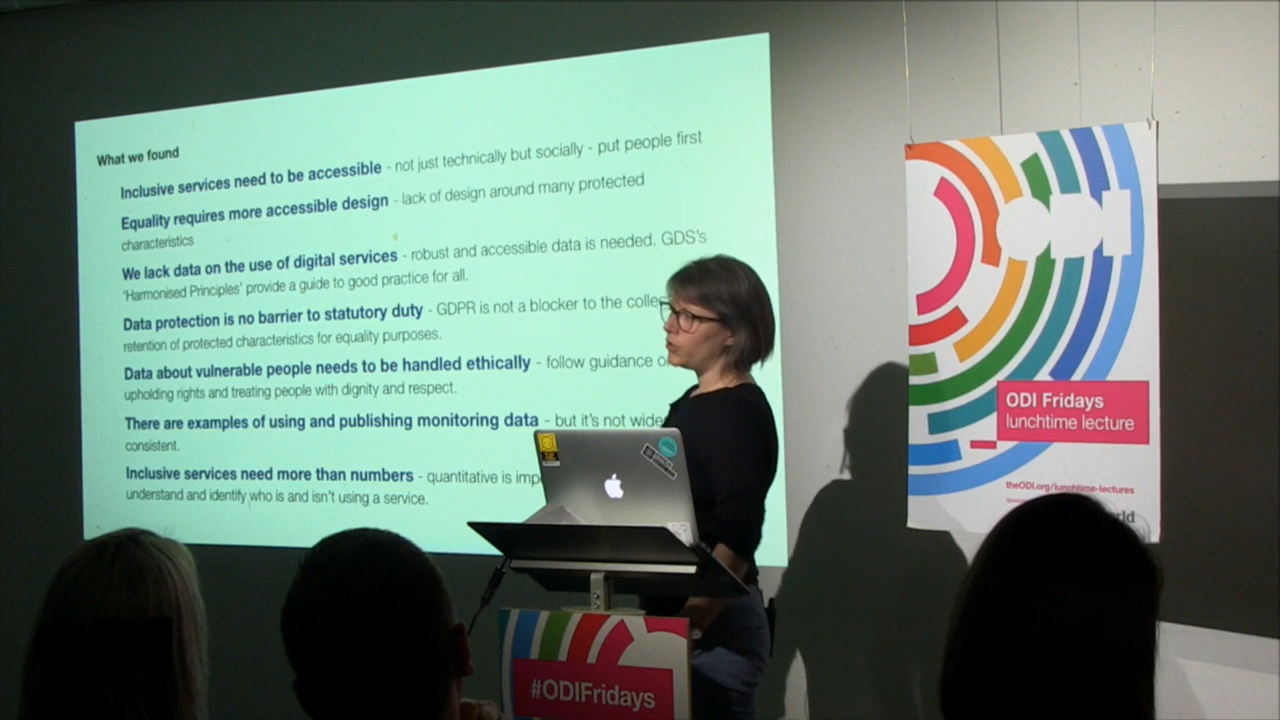 What we found
Inclusive services need to be accessible - not just technically but socially - put people first
Equality requires more accessible design - lack of design around many protected
characteristics
We lack data on the use of digital services - robust and accessible data is needed. GDS's
'Harmonised Principles' provide a guide to good practice for all.
Data protection is no barrier to statutory duty - GDPR is not a blocker to the
retention of protected characteristics for equality purposes.
Data about vulnerable people needs to be handled ethically - follow guidance
upholding rights and treating people with dignity and respect.
There are examples of using and publishing monitoring data - but it's not
consistent.
Inclusive services need more than numbers - quantitative is
understand and identify who is and isn't using a service.
ODI Fridays
lunchtime lecture
theODI.org/lunchtime-lectures
#ODIFridays